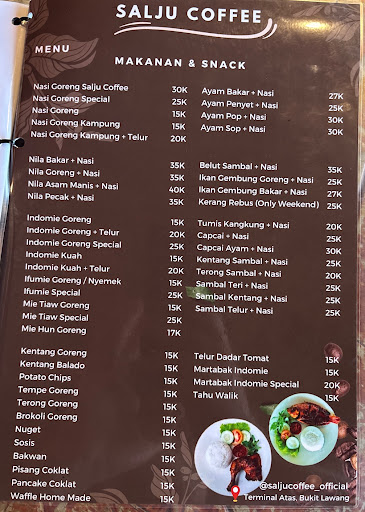 SALJU COFFEE
MENU
MAKANAN & SNACK
Nasi Goreng Salju Coffee 30K
Nasi Goreng Special 25K
Nasi Goreng 15K
Nasi Goreng Kampung 15K
Nasi Goreng Kampung + Telur 20K
Ayam Bakar + Nasi 27K
Ayam Penyet + Nasi 25K
Ayam Pop + Nasi 30K
Ayam Sop + Nasi 30K
Nila Bakar + Nasi 35K
Nila Goreng + Nasi 35K
Nila Asam Manis + Nasi 40K
Nila Pecak + Nasi 35K
Belut Sambal + Nasi 35K
Ikan Gembung Goreng + Nasi 25K
Ikan Gembung Bakar + Nasi 27K
Kerang Rebus (Only Weekend) 25K
Indomie Goreng 15K
Indomie Goreng + Telur 20K
Indomie Goreng Special 25K
Indomie Kuah 15K
Indomie Kuah + Telur 20K
Ifumie Goreng / Nyemek 15K
Ifumie Special 25K
Mie Tiaw Goreng 15K
Mie Tiaw Special 25K
Mie Hun Goreng 17K
Tumis Kangkung + Nasi 20K
Capcai + Nasi 25K
Capcai Ayam + Nasi 30K
Kentang Sambal + Nasi 25K
Terong Sambal + Nasi 20K
Sambal Teri + Nasi 25K
Sambal Kentang + Nasi 25K
Sambal Telur + Nasi 25K
Kentang Goreng 15K
Kentang Balado 15K
Potato Chips 15K
Tempe Goreng 15K
Terong Goreng 15K
Brokoli Goreng 15K
Nuget 15K
Sosis 15K
Bakwan 15K
Pisang Coklat 15K
Pancake Coklat 15K
Waffle Home Made 15K
Telur Dadar Tomat 15K
Martabak Indomie 15K
Martabak Indomie Special 20K
Tahu Walik 15K
@saljucoffee_official
Terminal Atas, Bukit Lawang